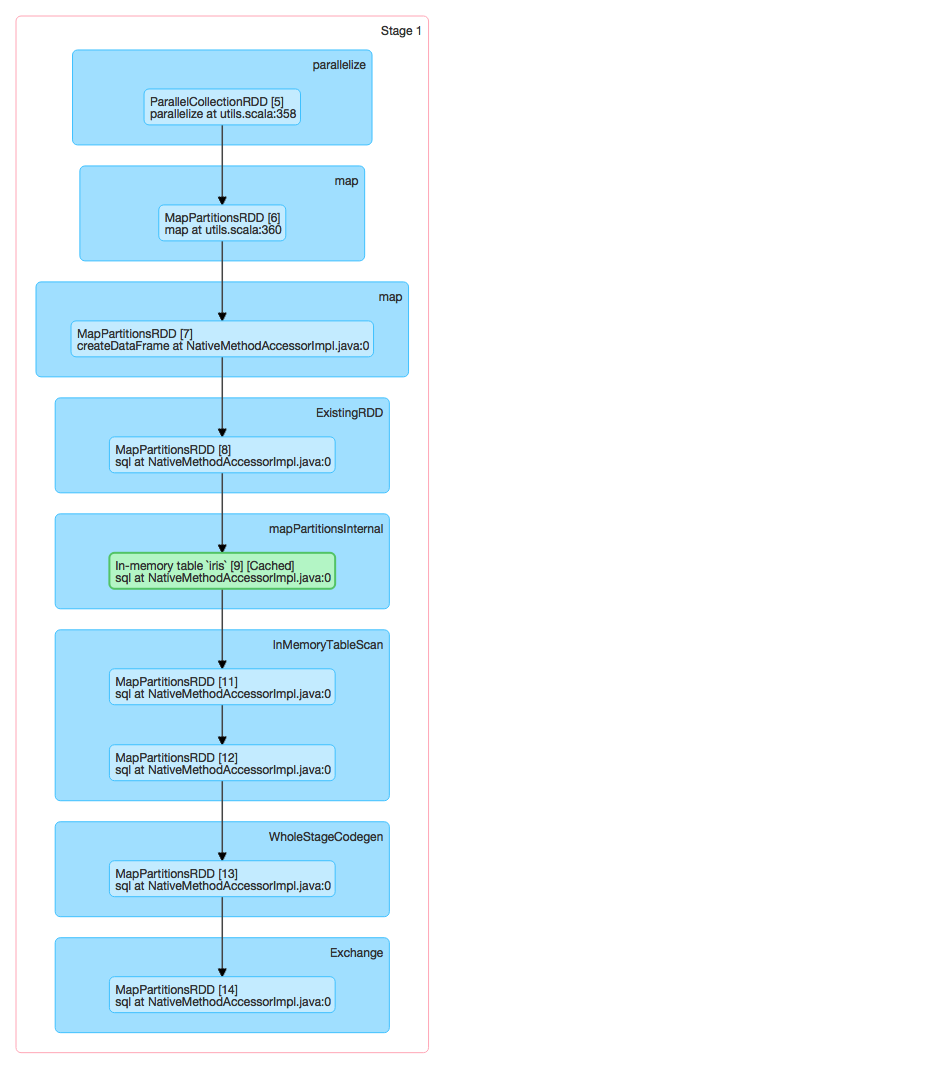 Stage 1
parallelize
ParallelCollectionRDD [5]
parallelize at utils.scala:358
map
MapPartitionsRDD [6]
map at utils.scala:360
map
MapPartitionsRDD [7]
createDataFrame at NativeMethodAccessorImpl.java:0
ExistingRDD
MapPartitionsRDD [8]
sql at NativeMethodAccessorImpl.java:0
mapPartitionsInternal
In-memory table `iris` [9] [Cached]
sql at NativeMethodAccessorImpl.java:0
InMemoryTableScan
MapPartitionsRDD [11]
sql at NativeMethodAccessorImpl.java:0
MapPartitionsRDD [12]
sql at NativeMethodAccessorImpl.java:0
WholeStageCodegen
MapPartitionsRDD [13]
sql at NativeMethodAccessorImpl.java:0
Exchange
MapPartitionsRDD [14]
sql at NativeMethodAccessorImpl.java:0